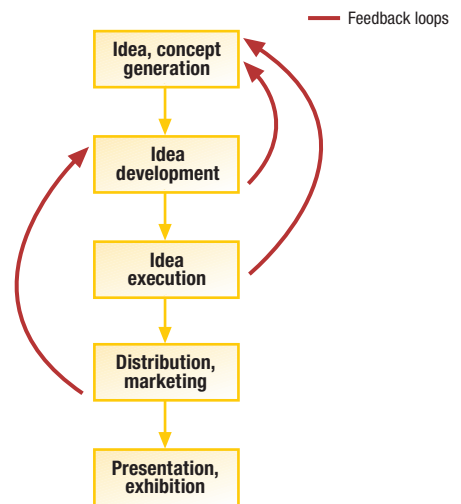 Feedback loops
Idea, concept
generation
Idea
development
Idea
execution
Distribution,
marketing
Presentation,
exhibition